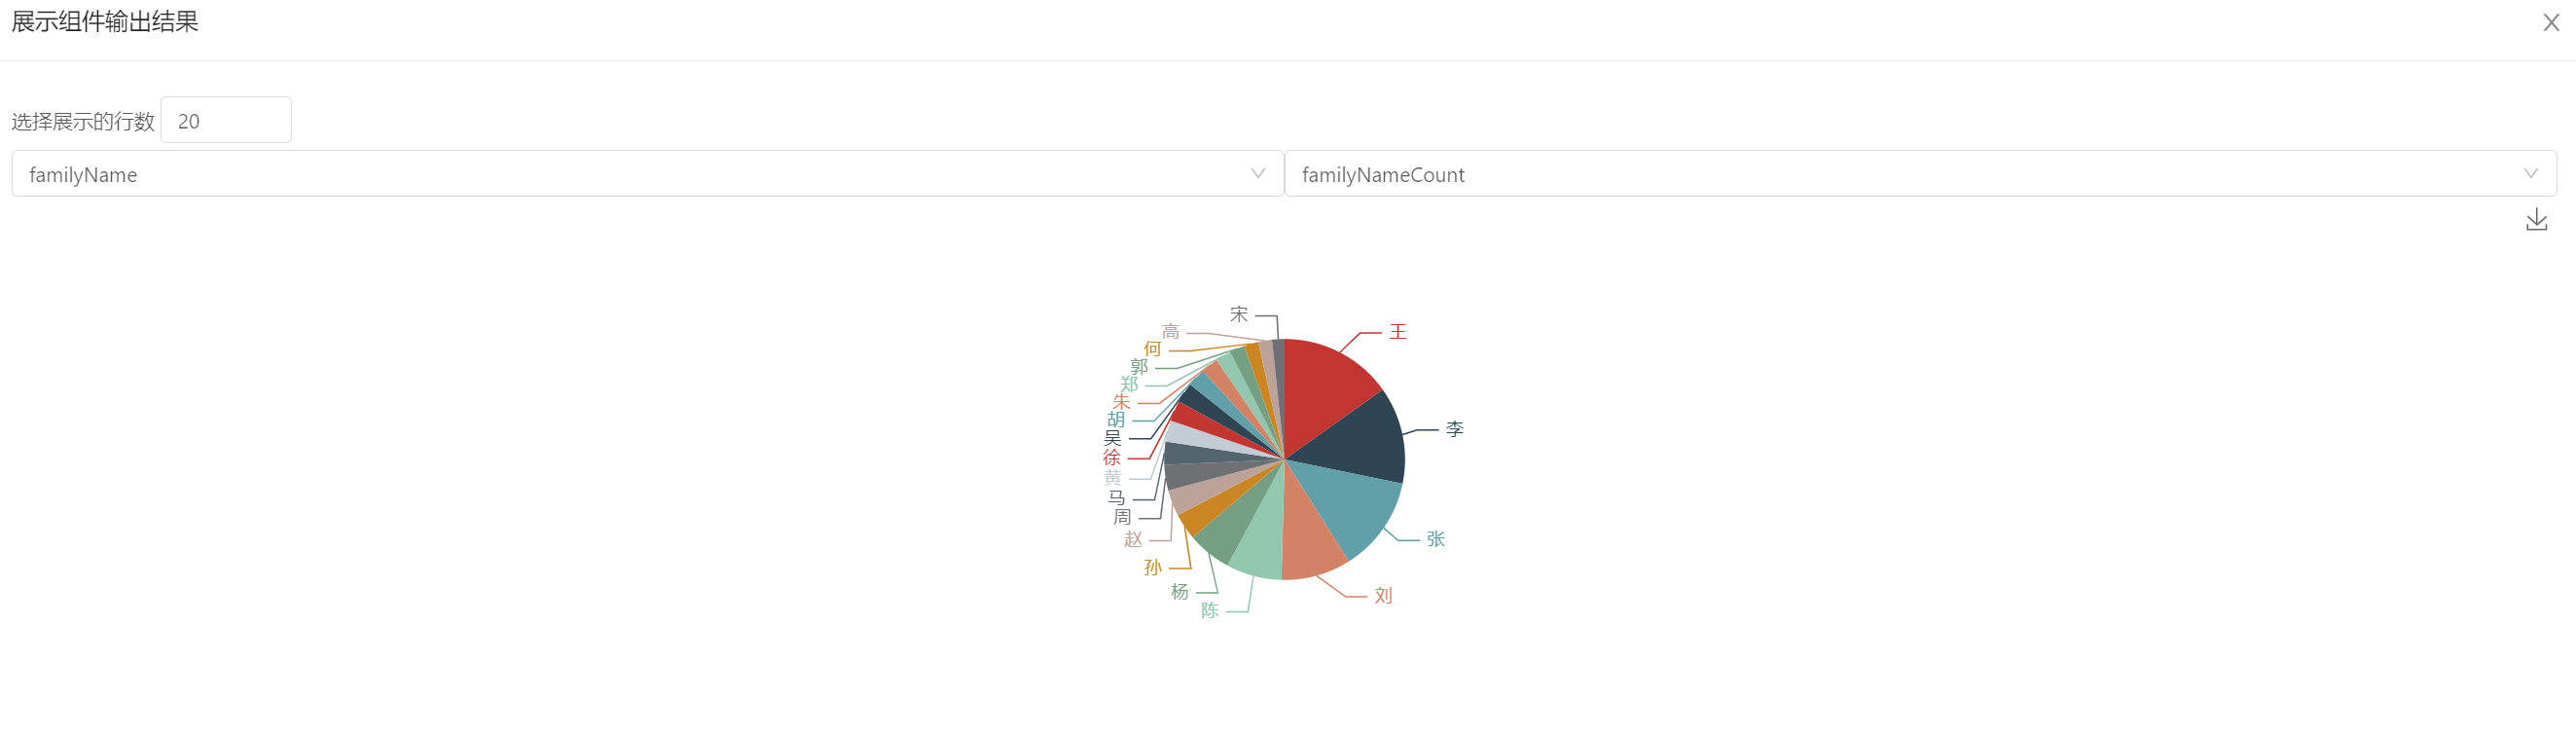 展示组件输出结果
选择展示的行数 20
familyName
familyNameCount
宋
王
高
何
郭
郑
朱
胡
李
吴
徐
黄
马
周
张
赵
孙
杨
刘
陈